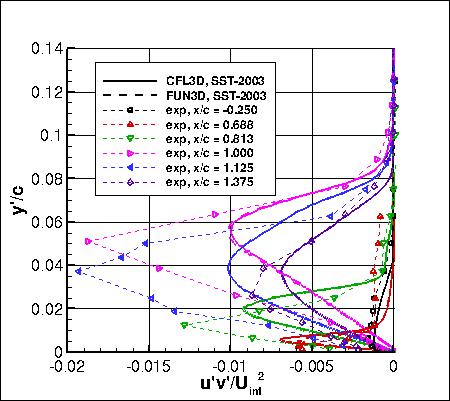 0.14
0.12
0.1
0.08
0.06
0.04
0.02
0
y'/c
CFL3D, SST-2003
FUN3D, SST-2003
exp, x/c = -0.250
exp, x/c = 0.688
exp, x/c = 0.813
exp, x/c = 1.000
exp, x/c = 1.125
exp, x/c = 1.375
-0.02 -0.015 -0.01 -0.005 0
u'v'/U_inf^2